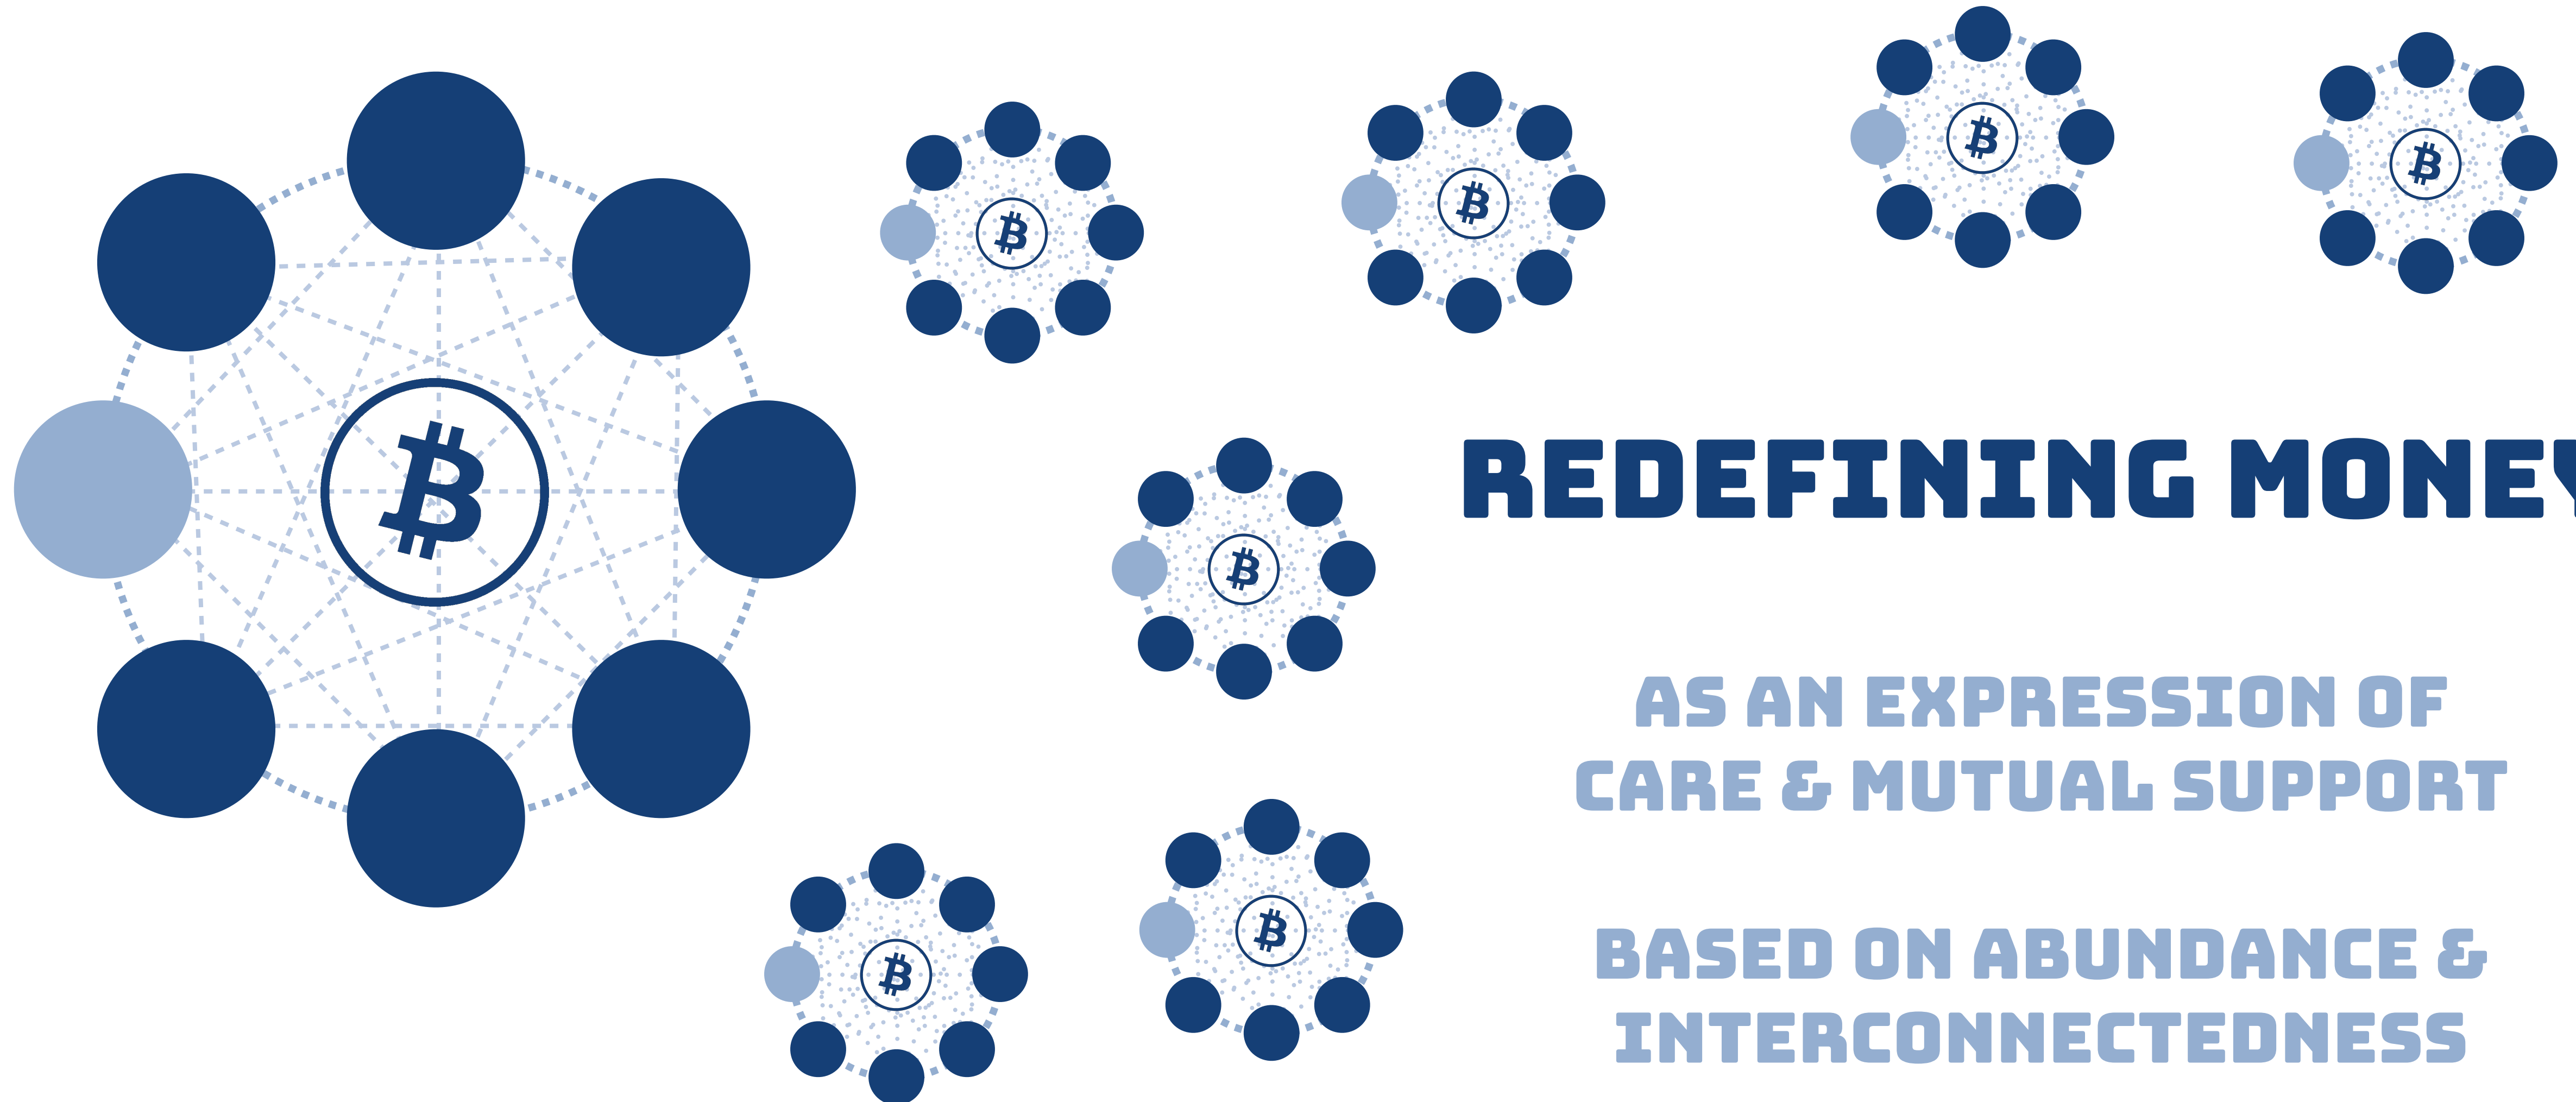 REDEFINING MONEY
AS AN EXPRESSION OF
CARE & MUTUAL SUPPORT
BASED ON ABUNDANCE &
INTERCONNECTEDNESS